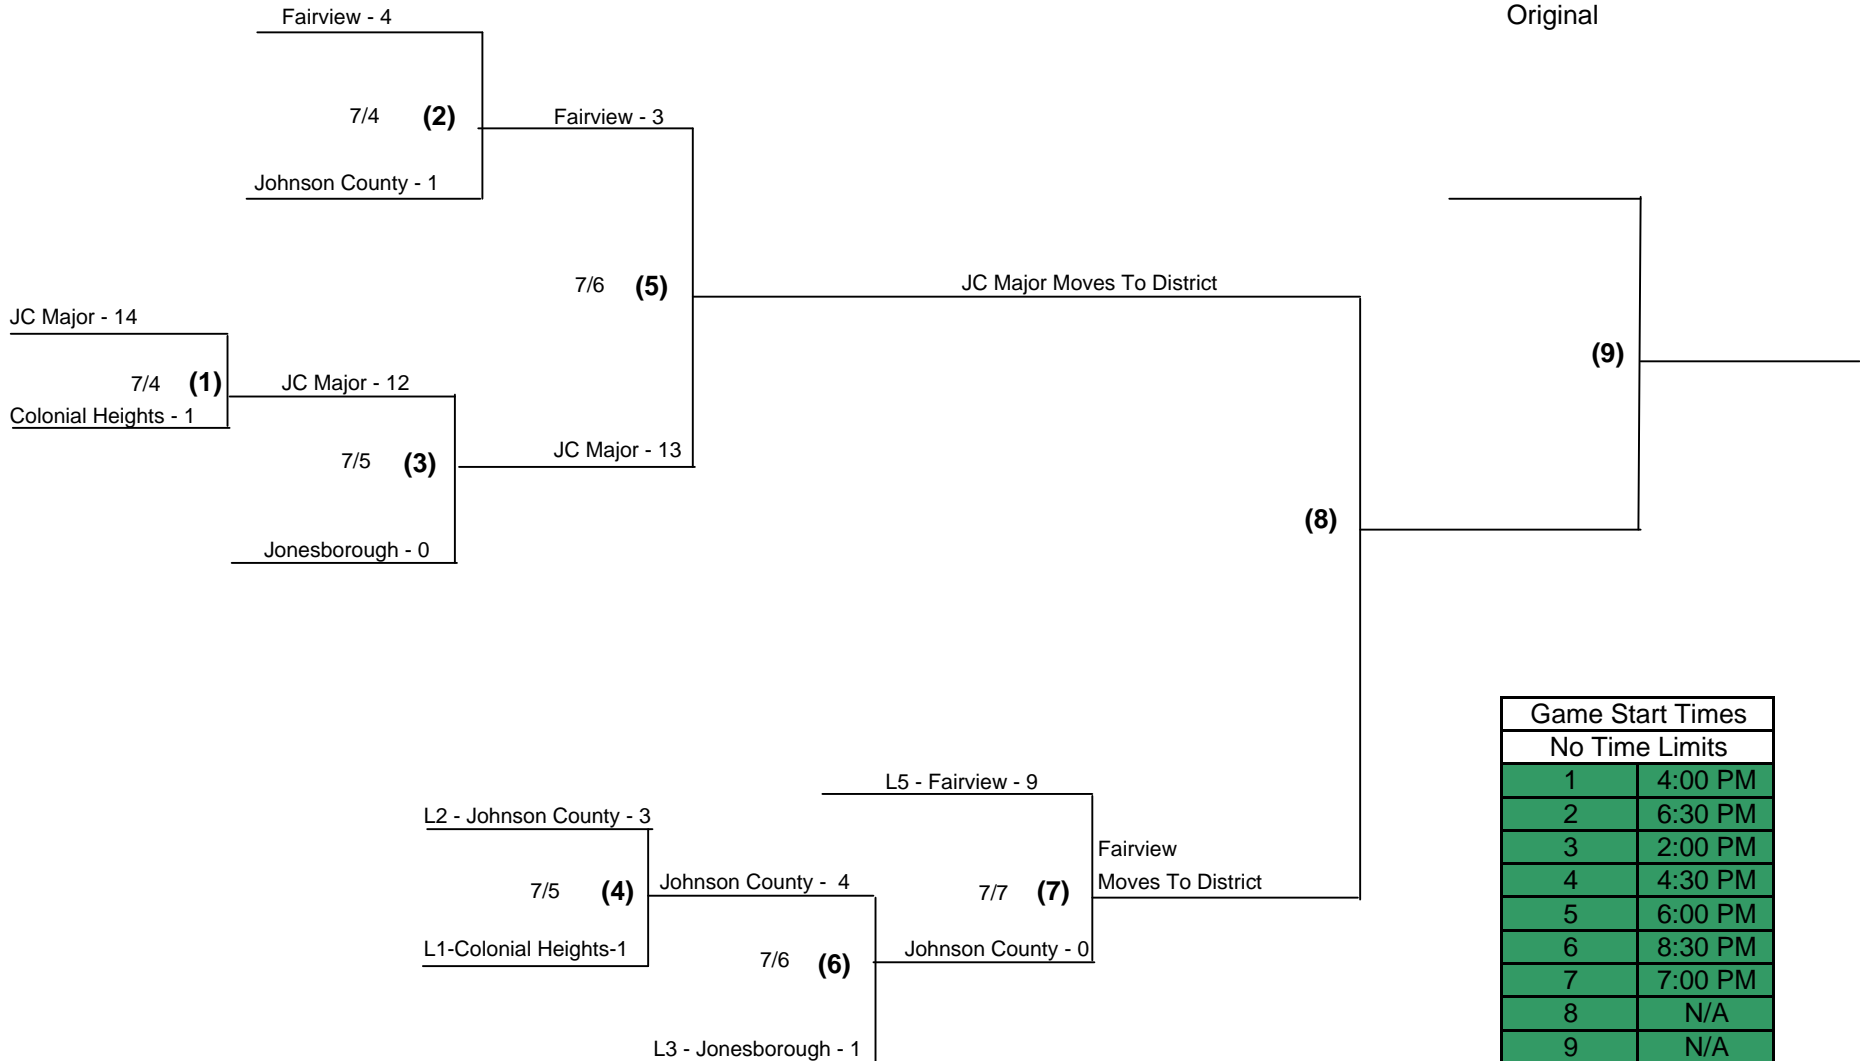 Fairview - 4
Original
7/4 (2)
Fairview - 3
Johnson County - 1
7/6 (5)
JC Major Moves To District
JC Major - 14
7/4 (1)
JC Major - 12
Colonial Heights - 1
7/5 (3)
JC Major - 13
Jonesborough - 0
(9)
(8)
L5 - Fairview - 9
L2 - Johnson County - 3
Fairview
Moves To District
7/5 (4)
Johnson County -  4
7/7 (7)
L1-Colonial Heights-1
7/6 (6)
Johnson County - 0
L3 - Jonesborough - 1
Game Start Times
No Time Limits
1 4:00 PM
2 6:30 PM
3 2:00 PM
4 4:30 PM
5 6:00 PM
6 8:30 PM
7 7:00 PM
8 N/A
9 N/A